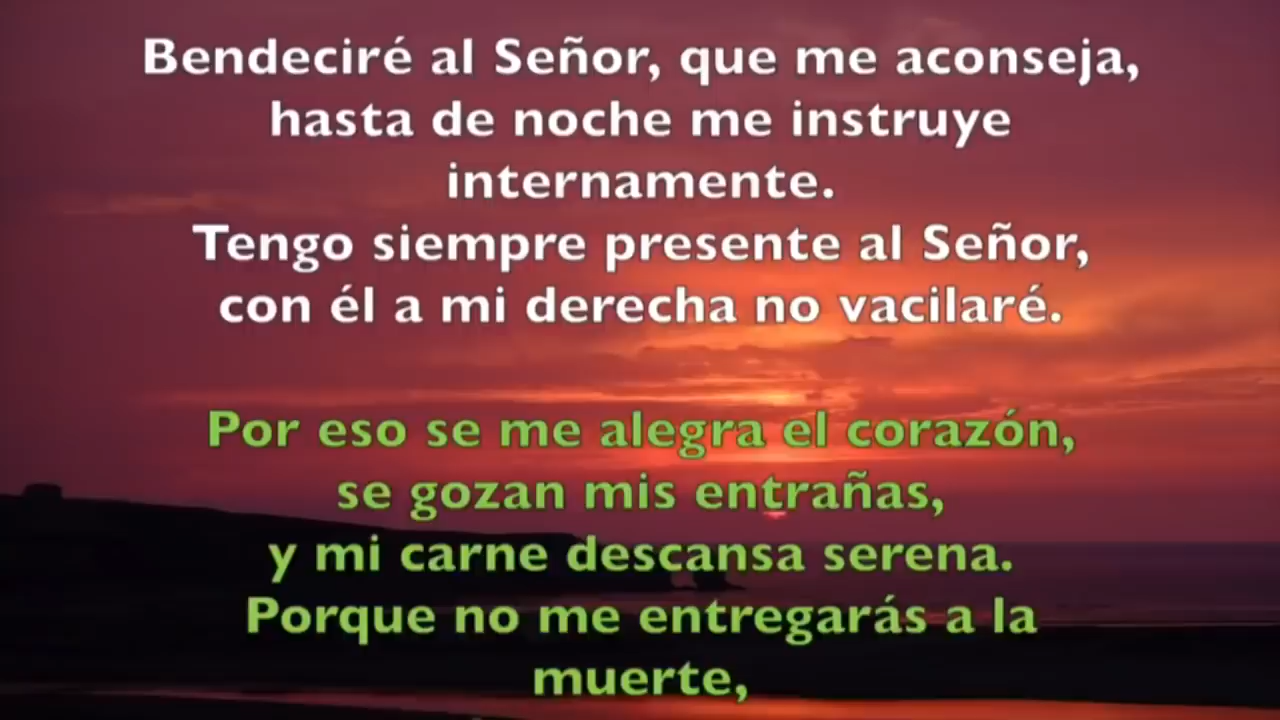 Bendeciré al Señor, que me aconseja,
hasta de noche me instruye
internamente.
Tengo siempre presente al Señor,
con él a mi derecha no vacilaré.
Por eso se me alegra el corazón,
se gozan mis entrañas,
y mi carne descansa serena.
Porque no me entregarás a la
muerte,